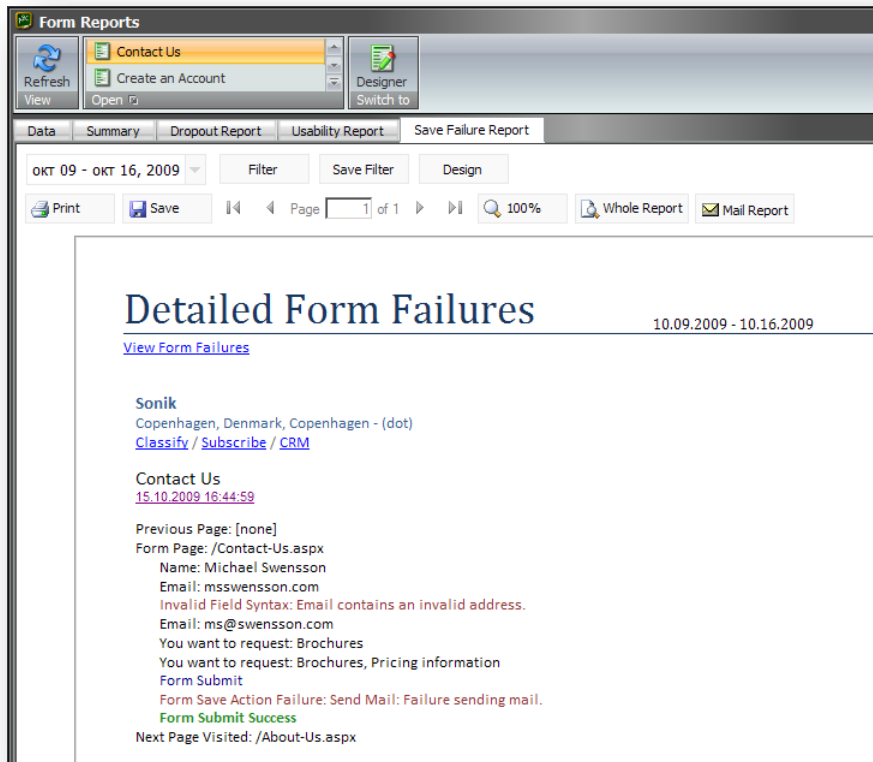 Form Reports
Contact Us
Create an Account
Refresh
Designer
View
Open
Switch to
Data
Summary
Dropout Report
Usability Report
Save Failure Report
окт 09 - окт 16, 2009
Filter
Save Filter
Design
Print
Save
Page
1 of 1
100%
Whole Report
Mail Report
Detailed Form Failures
10.09.2009 - 10.16.2009
View Form Failures
Sonik
Copenhagen, Denmark, Copenhagen - (dot)
Classify / Subscribe / CRM
Contact Us
15.10.2009 16:44:59
Previous Page: [none]
Form Page: /Contact-Us.aspx
Name: Michael Swensson
Email: msswensson.com
Invalid Field Syntax: Email contains an invalid address.
Email: ms@swensson.com
You want to request: Brochures
You want to request: Brochures, Pricing information
Form Submit
Form Save Action Failure: Send Mail: Failure sending mail.
Form Submit Success
Next Page Visited: /About-Us.aspx